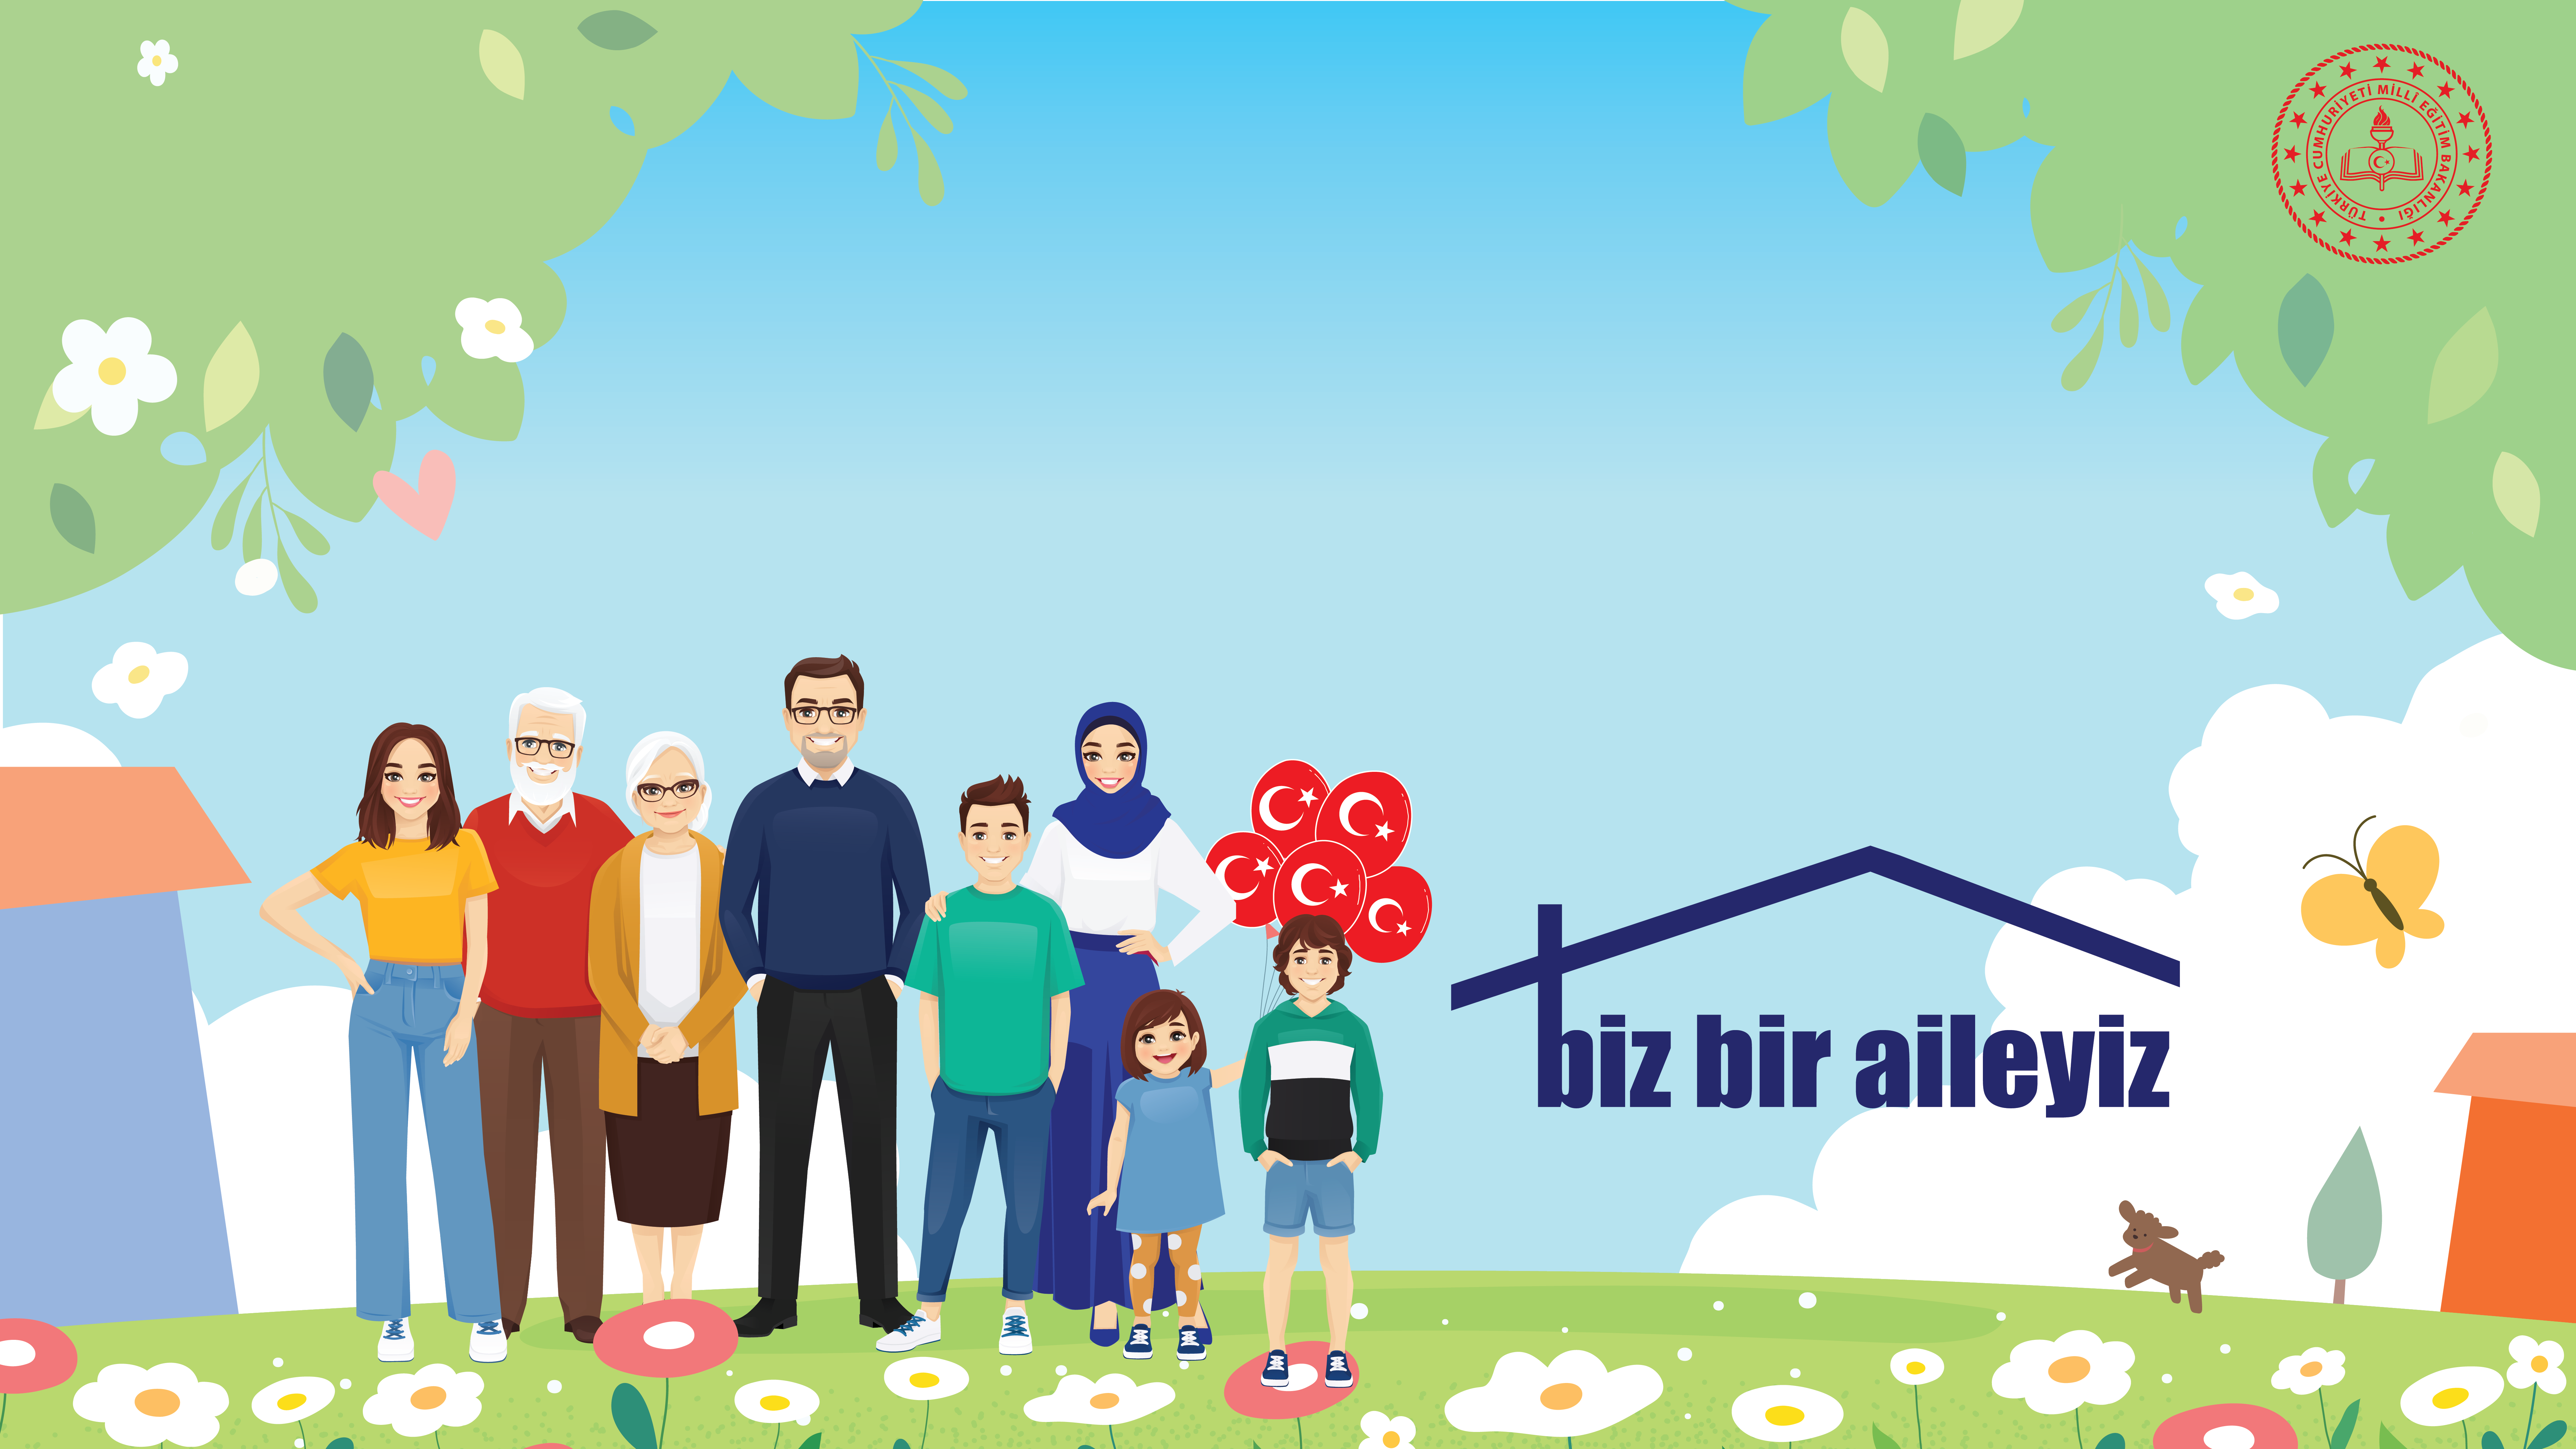 TÜRKİYE CUMHURİYETİ MİLLÎ EĞİTİM BAKANLIĞI
biz bir aileyiz